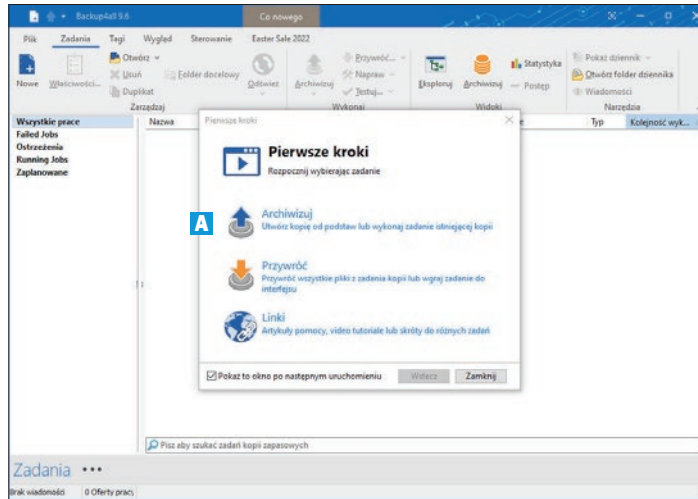 Backup4all 9.6
Co nowego
Plik Zadania Tagi Wygląd Sterowanie Easter Sale 2022
Nowe
Właściwości...
Otwórz
Usuń
Duplikat
Folder docelowy
Odśwież
Archiwizuj
Przywróć...
Napraw
Testuj...
Eksploruj
Archiwizuj
Statystyka
Postęp
Pokaż dziennik
Otwórz folder dziennika
Wiadomości
Zarządzaj Wykonaj Widoki Narzędzia
Wszystkie prace
Failed Jobs
Ostrzeżenia
Running Jobs
Zaplanowane
Nazwa
Typ
Kolejność wyk...
Pierwsze kroki
Pierwsze kroki
Rozpocznij wybierając zadanie
A
Archiwizuj
Utwórz kopię od podstaw lub wykonaj zadanie istniejącej kopii
Przywróć
Przywróć wszystkie pliki z zadania kopii lub wgraj zadanie do
interfejsu
Linki
Artykuły pomocy, video tutoriale lub skróty do różnych zadań
Pokaż to okno po następnym uruchomieniu
Wstecz
Zamknij
Pisz aby szukać zadań kopii zapasowych
Zadania •••
Brak wiadomości 0 Oferty pracy